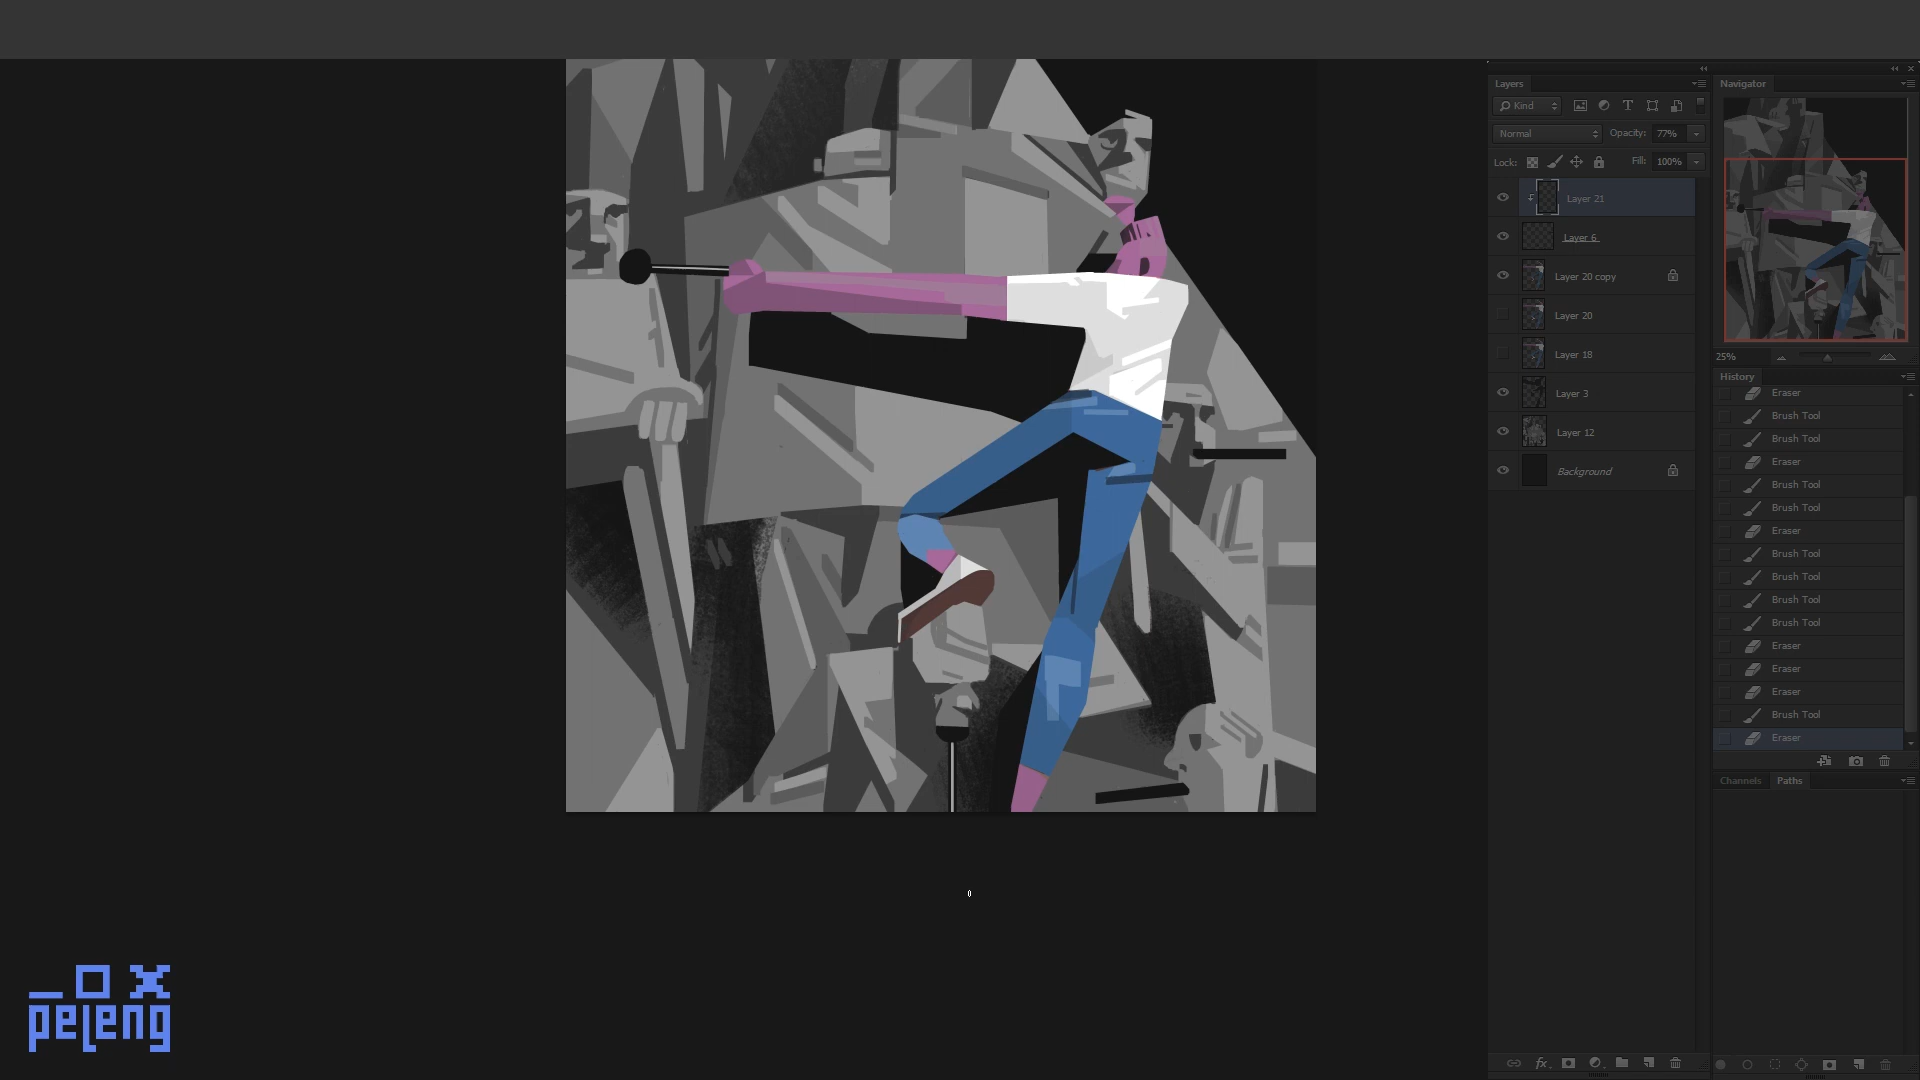 Layers
Navigator
Kind
Normal
Opacity: 77%
Lock:
Fill: 100%
Layer 21
Layer 6
Layer 20 copy
Layer 20
Layer 18
Layer 3
Layer 12
Background
25%
History
Eraser
Brush Tool
Brush Tool
Eraser
Brush Tool
Brush Tool
Eraser
Brush Tool
Brush Tool
Brush Tool
Brush Tool
Eraser
Eraser
Eraser
Brush Tool
Eraser
Channels
Paths
peleng